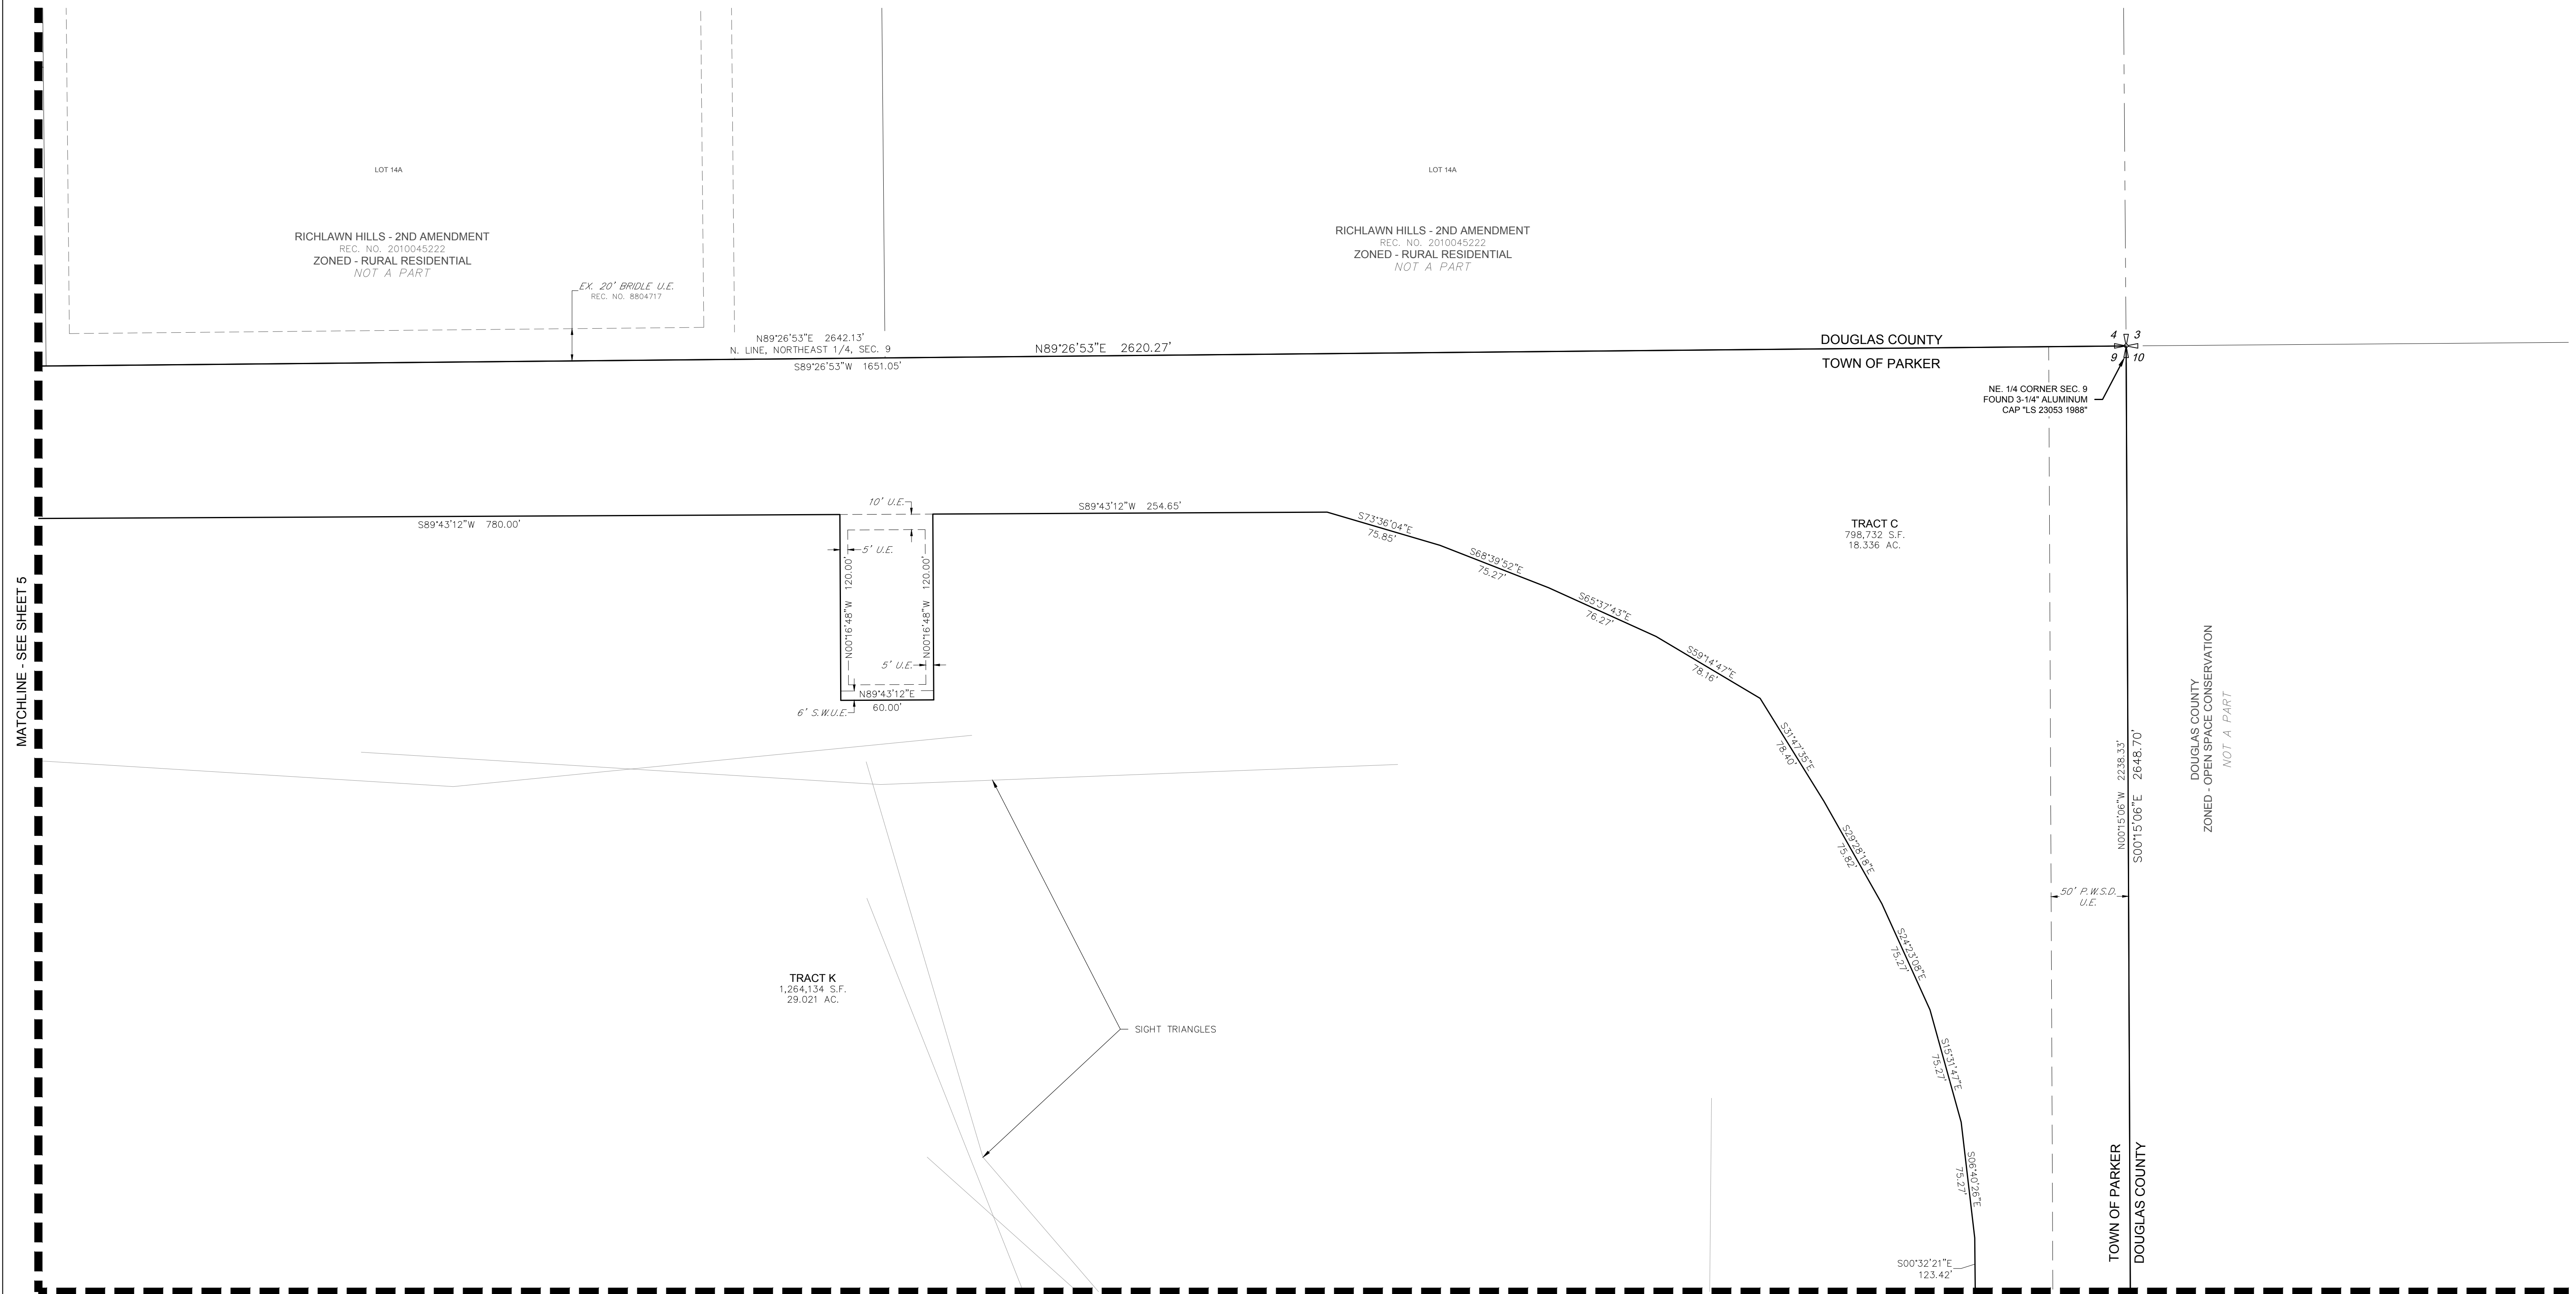 LOT 14A
RICHLAWN HILLS - 2ND AMENDMENT
REC. NO. 2010045222
ZONED - RURAL RESIDENTIAL
NOT A PART
EX. 20' BRIDLE U.E.
REC. NO. 8804717
LOT 14A
RICHLAWN HILLS - 2ND AMENDMENT
REC. NO. 2010045222
ZONED - RURAL RESIDENTIAL
NOT A PART
N89°26'53"E 2642.13'
N. LINE, NORTHEAST 1/4, SEC. 9
S89°26'53"W 1651.05'
N89°26'53"E 2620.27'
DOUGLAS COUNTY
TOWN OF PARKER
4 3
9 10
NE. 1/4 CORNER SEC. 9
FOUND 3-1/4" ALUMINUM
CAP "LS 23053 1988"
MATCHLINE - SEE SHEET 5
S89°43'12"W 780.00'
10' U.E.
5' U.E.
N00°16'48"W 120.00'
N00°16'48"W 120.00'
5' U.E.
N89°43'12"E
60.00'
6' S.W.U.E.
S89°43'12"W 254.65'
S73°36'04"E
75.85'
S68°39'52"E
75.27'
S65°37'43"E
76.27'
S59°14'47"E
78.16'
S31°47'35"E
78.40'
S29°28'18"E
75.82'
S24°23'08"E
75.27'
S15°31'47"E
75.27'
S06°40'26"E
75.27'
S00°32'21"E
123.42'
TRACT C
798,732 S.F.
18.336 AC.
TRACT K
1,264,134 S.F.
29.021 AC.
SIGHT TRIANGLES
50' P.W.S.D.
U.E.
N00°15'06"W 2238.33'
S00°15'06"E 2648.70'
DOUGLAS COUNTY
ZONED - OPEN SPACE CONSERVATION
NOT A PART
TOWN OF PARKER
DOUGLAS COUNTY